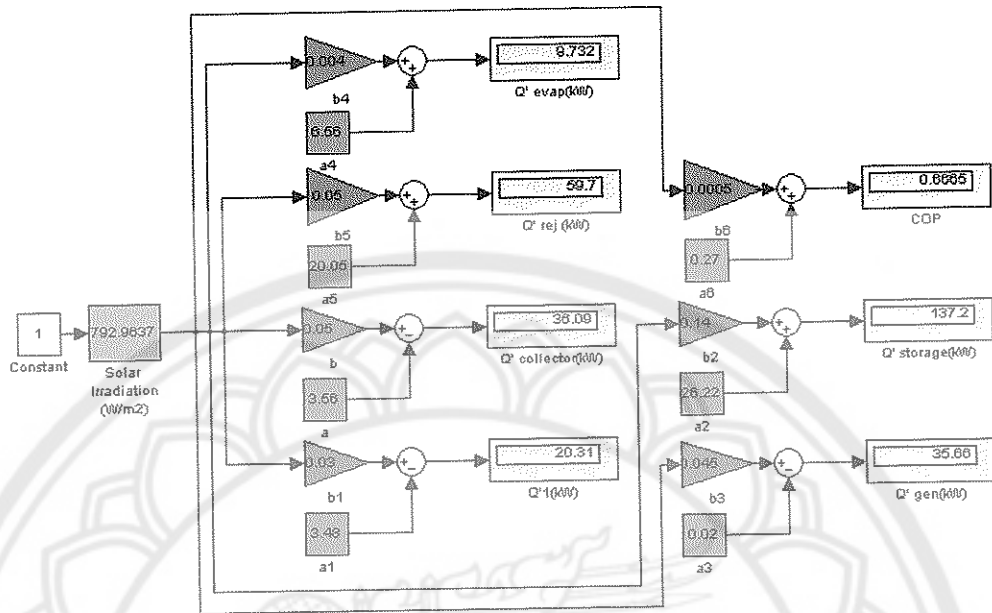 0.004
9.732
b4
Q' evap(kW)
6.56
a4
0.05
59.7
b5
Q' rej (kW)
20.05
a5
0.0005
0.6665
b6
COP
0.27
a6
1
Constant
792.9637
Solar
Irradiation
(W/m2)
0.05
36.09
b
Q' collector(kW)
3.56
a
0.14
137.2
b2
Q' storage(kW)
26.22
a2
0.03
20.31
b1
Q'1(kW)
3.48
a1
0.045
35.66
b3
Q' gen(kW)
0.02
a3